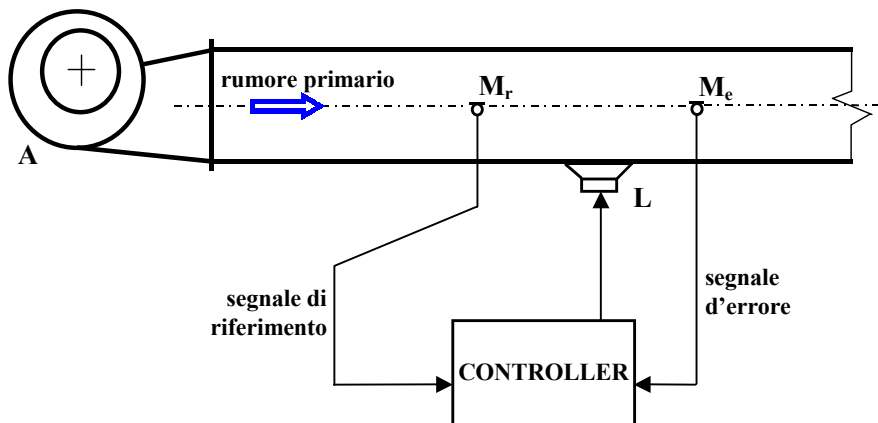 rumore primario
Mr
Me
A
L
segnale di
riferimento
segnale
d’errore
CONTROLLER